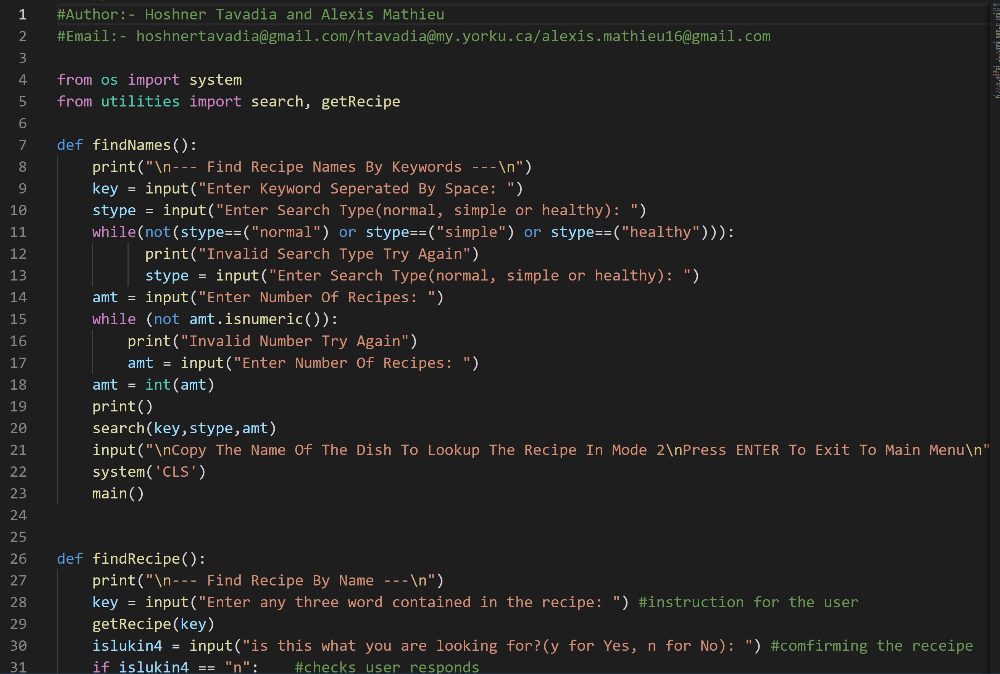 1 #Author:- Hoshner Tavadia and Alexis Mathieu
2 #Email:- hoshnertavadia@gmail.com/htavadia@my.yorku.ca/alexis.mathieu16@gmail.com
3
4 from os import system
5 from utilities import search, getRecipe
6
7 def findNames():
8     print("\n--- Find Recipe Names By Keywords ---\n")
9     key = input("Enter Keyword Seperated By Space: ")
10     stype = input("Enter Search Type(normal, simple or healthy): ")
11     while(not(stype==("normal") or stype==("simple") or stype==("healthy"))):
12           print("Invalid Search Type Try Again")
13           stype = input("Enter Search Type(normal, simple or healthy): ")
14     amt = input("Enter Number Of Recipes: ")
15     while (not amt.isnumeric()):
16         print("Invalid Number Try Again")
17         amt = input("Enter Number Of Recipes: ")
18     amt = int(amt)
19     print()
20     search(key,stype,amt)
21     input("\nCopy The Name Of The Dish To Lookup The Recipe In Mode 2\nPress ENTER To Exit To Main Menu\n"
22     system('CLS')
23     main()
24
25
26 def findRecipe():
27     print("\n--- Find Recipe By Name ---\n")
28     key = input("Enter any three word contained in the recipe: ") #instruction for the user
29     getRecipe(key)
30     islukin4 = input("is this what you are looking for?(y for Yes, n for No): ") #comfirming the receipe
31     if islukin4 == "n":    #checks user responds